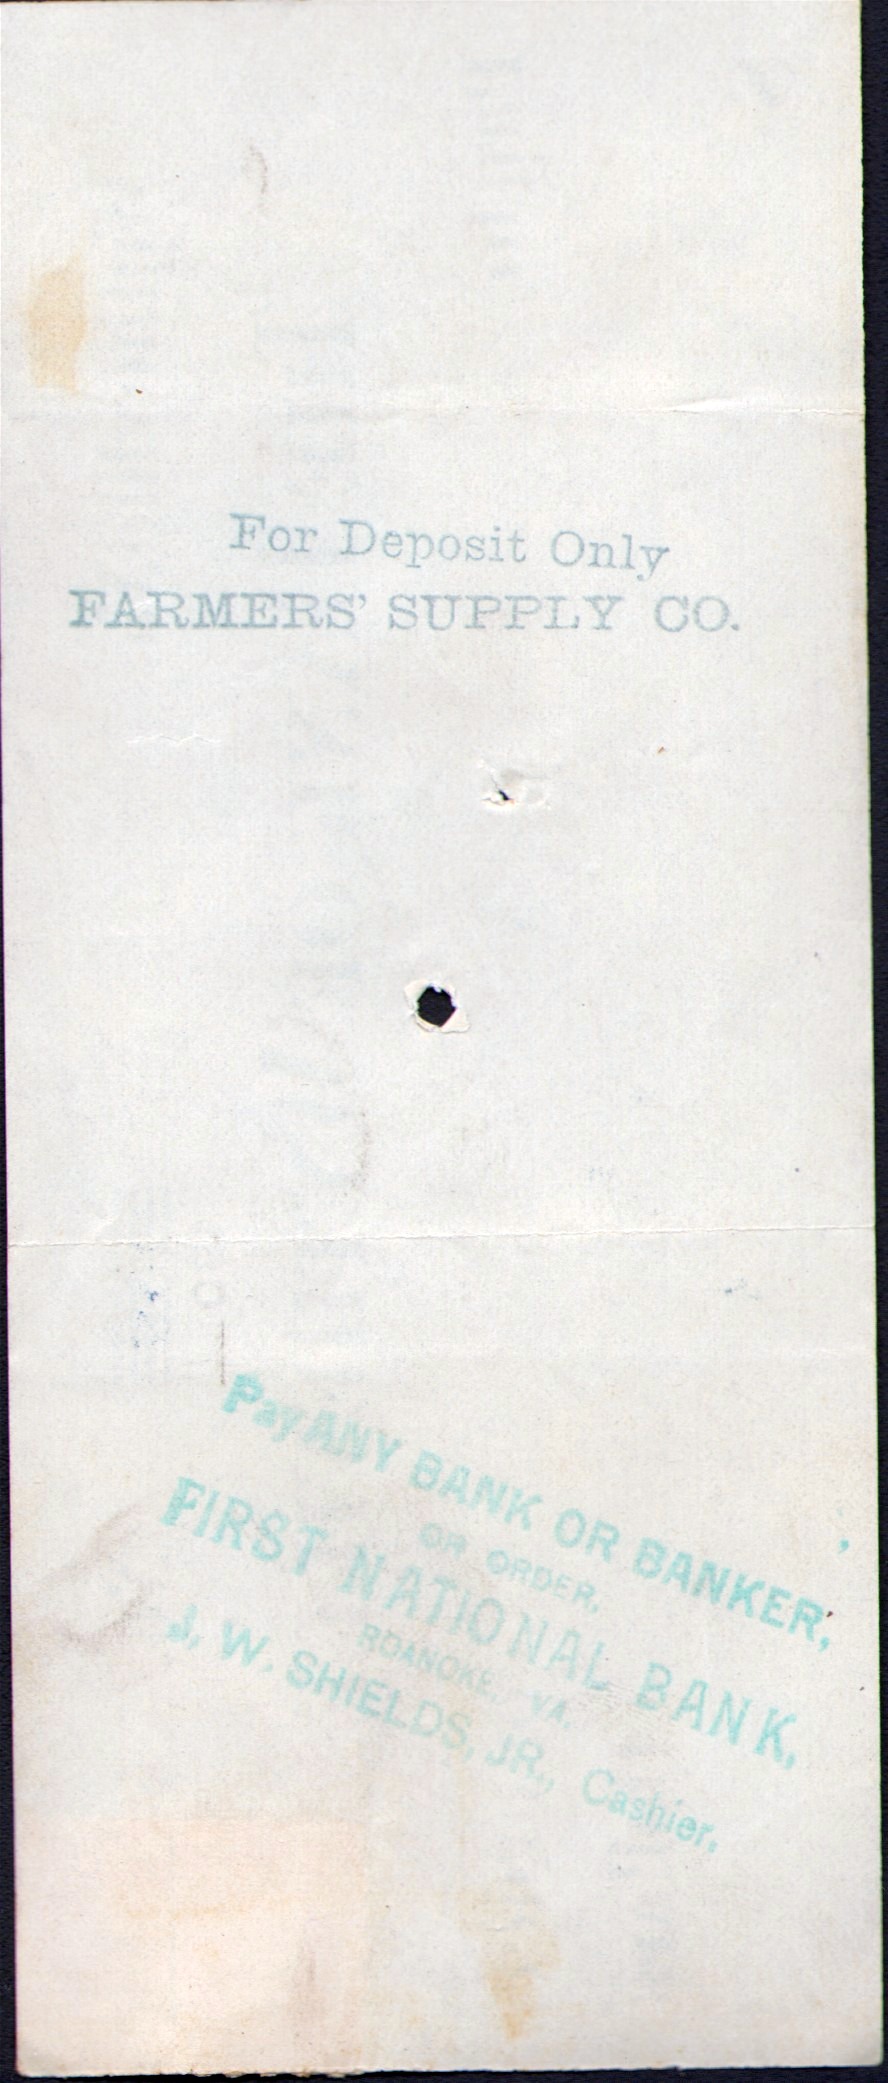 For Deposit Only
FARMERS' SUPPLY CO.
Pay ANY BANK OR BANKER,
OR ORDER,
FIRST NATIONAL BANK,
ROANOKE, VA.
J. W. SHIELDS, JR., Cashier.